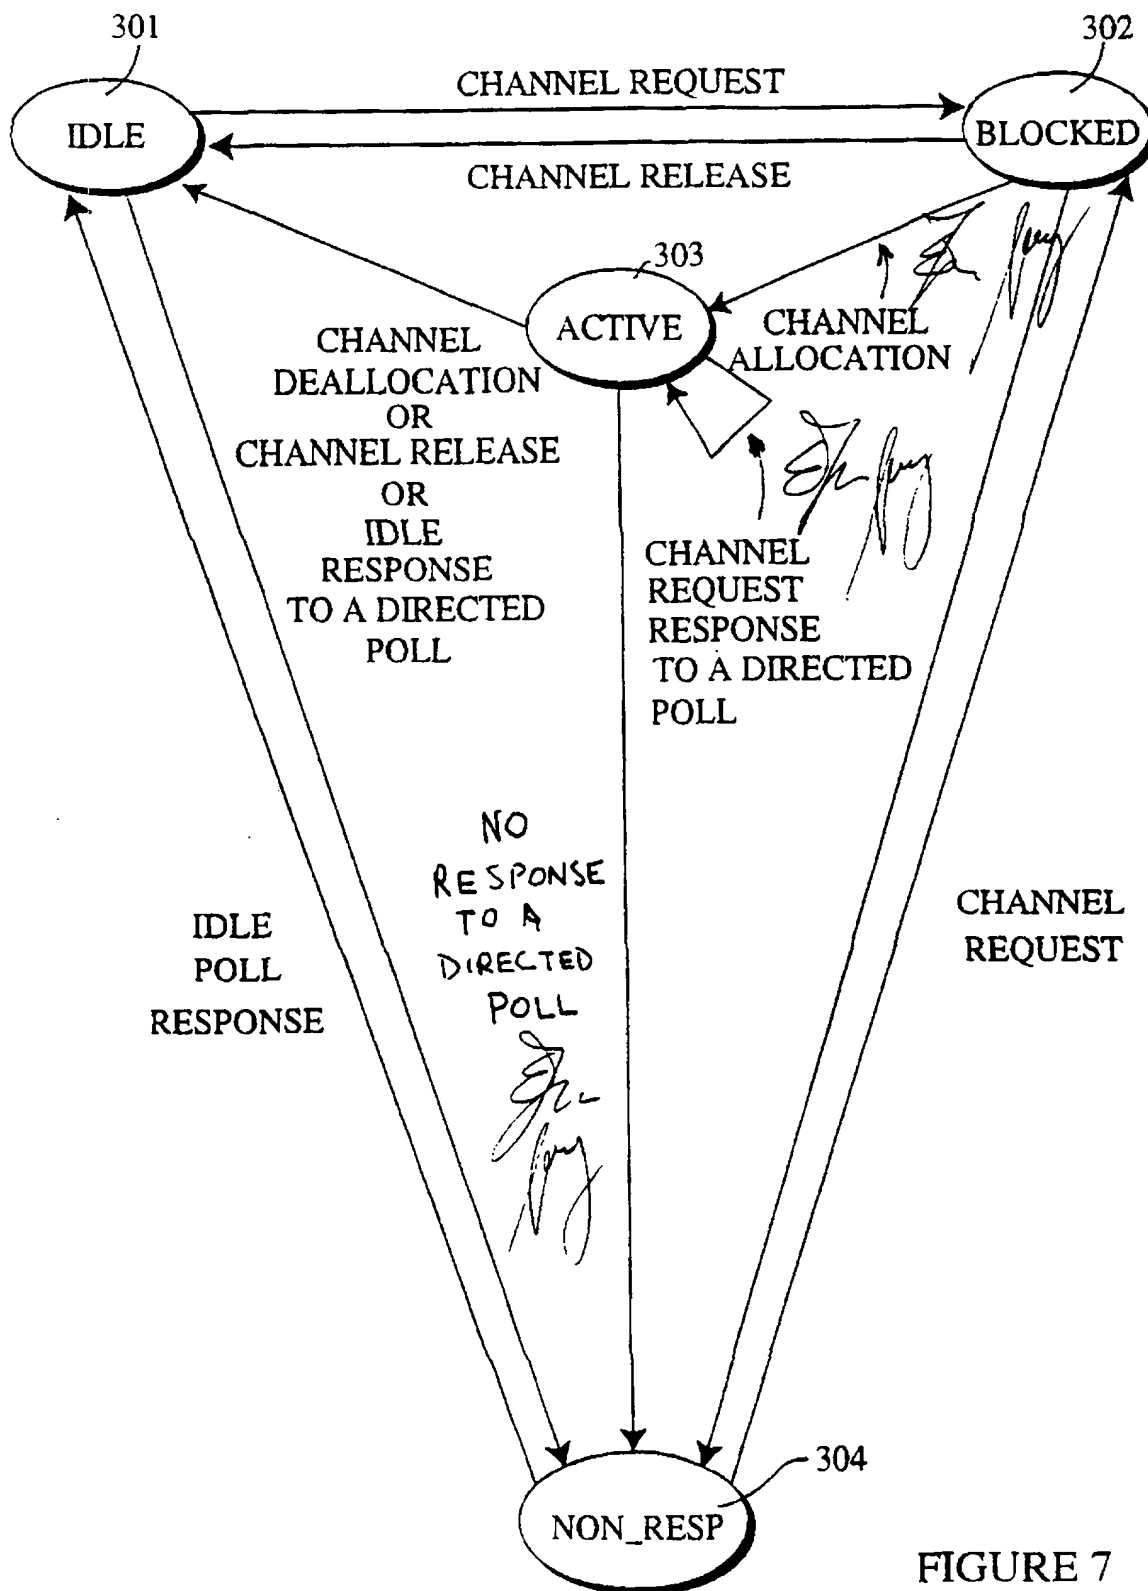 301
302
CHANNEL REQUEST
IDLE
BLOCKED
CHANNEL RELEASE
303
ACTIVE
CHANNEL
ALLOCATION
CHANNEL
DEALLOCATION
OR
CHANNEL RELEASE
OR
IDLE
RESPONSE
TO A DIRECTED
POLL
CHANNEL
REQUEST
RESPONSE
TO A DIRECTED
POLL
NO
RESPONSE
TO A
DIRECTED
POLL
IDLE
POLL
RESPONSE
CHANNEL
REQUEST
304
NON_RESP
FIGURE 7